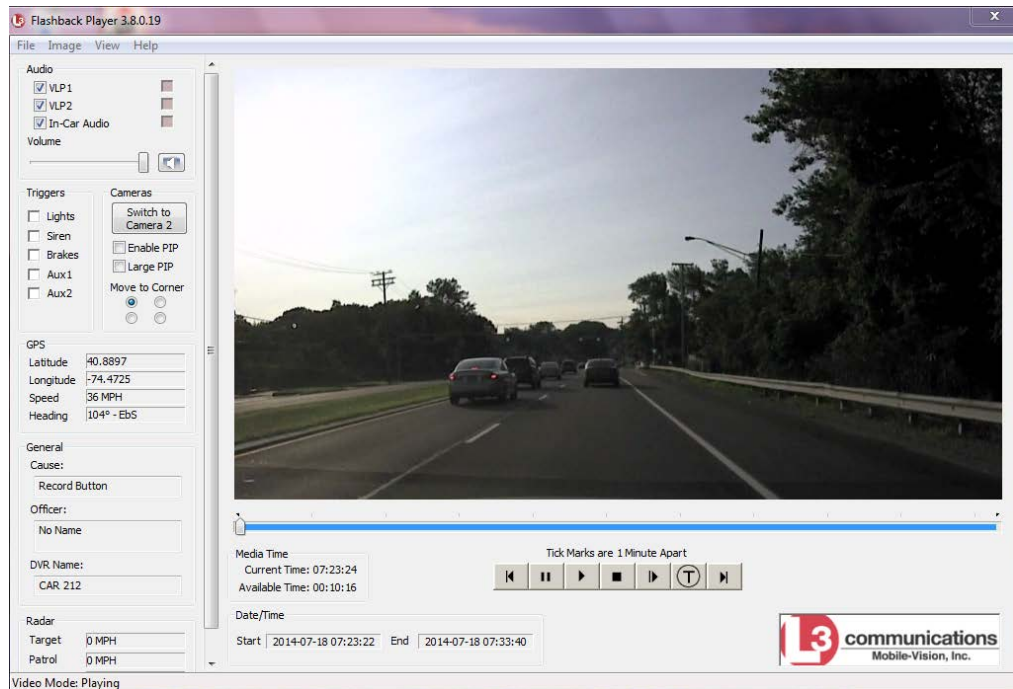 Flashback Player 3.8.0.19
x
File Image View Help
Audio
VLP1
VLP2
In-Car Audio
Volume
Triggers
Lights
Siren
Brakes
Aux1
Aux2
Cameras
Switch to
Camera 2
Enable PIP
Large PIP
Move to Corner
GPS
Latitude 40.8897
Longitude -74.4725
Speed 36 MPH
Heading 104° - EbS
General
Cause:
Record Button
Officer:
No Name
DVR Name:
CAR 212
Radar
Target 0 MPH
Patrol 0 MPH
Media Time
Current Time: 07:23:24
Available Time: 00:10:16
Tick Marks are 1 Minute Apart
T
Date/Time
Start 2014-07-18 07:23:22 End 2014-07-18 07:33:40
L3 communications
Mobile-Vision, Inc.
Video Mode: Playing